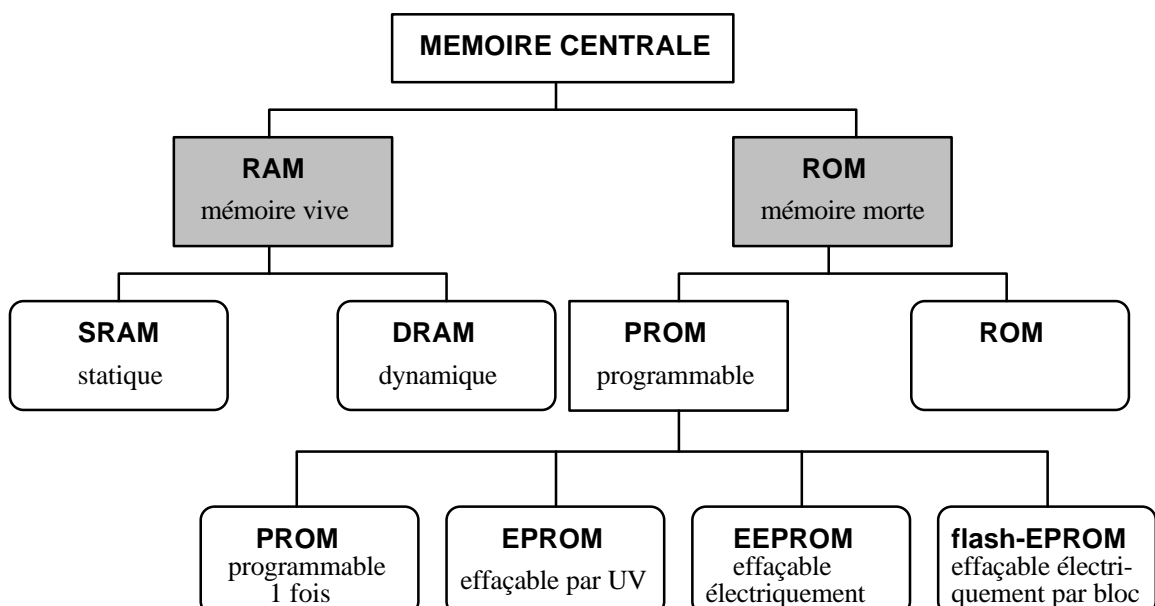 MEMOIRE CENTRALE
RAM
mémoire vive
ROM
mémoire morte
SRAM
statique
DRAM
dynamique
PROM
programmable
ROM
PROM
programmable
1 fois
EPROM
effaçable par UV
EEPROM
effaçable
électriquement
flash-EPROM
effaçable électri-
quement par bloc